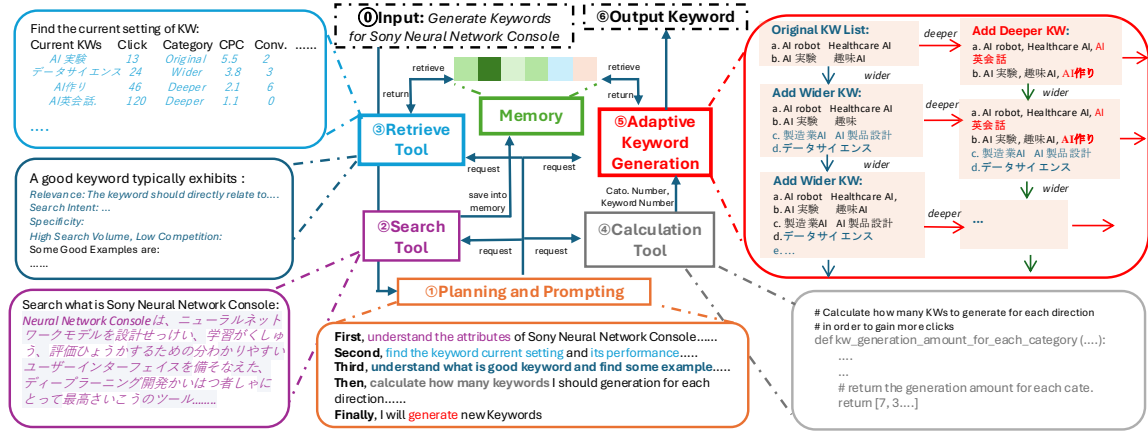 ⓪Input: Generate Keywords
for Sony Neural Network Console
⑥Output Keyword
Find the current setting of KW:
Current KWs Click Category CPC Conv. ......
AI 実験 13 Original 5.5 2
データサイエンス 24 Wider 3.8 3
AI作り 46 Deeper 2.1 6
AI英会話. 120 Deeper 1.1 0
....
A good keyword typically exhibits :
Relevance: The keyword should directly relate to....
Search Intent: ...
Specificity:
High Search Volume, Low Competition:
Some Good Examples are:
......
Search what is Sony Neural Network Console:
Neural Network Consoleは、ニューラルネット
ワークモデルを設計せっけい、学習がくしゅ
う、評価ひょうかするための分わかりやすい
ユーザーインターフェイスを備そなえた、
ディープラーニング開発かいはつ者しゃに
とって最高さいこうのツール........
retrieve
return
Memory
retrieve
return
③Retrieve
Tool
⑤Adaptive
Keyword
Generation
request
request
save into
memory
Cato. Number,
Keyword Number
②Search
Tool
④Calculation
Tool
request
request
①Planning and Prompting
First, understand the attributes of Sony Neural Network Console......
Second, find the keyword current setting and its performance.....
Third, understand what is good keyword and find some example.....
Then, calculate how many keywords I should generation for each
direction......
Finally, I will generate new Keywords
Original KW List:
a. AI robot Healthcare AI
b. AI 実験 趣味AI
deeper
wider
Add Deeper KW:
a. AI robot, Healthcare AI, AI
英会話
b. AI 実験, 趣味AI, AI作り
wider
Add Wider KW:
a. AI robot Healthcare AI
b. AI 実験 趣味
c. 製造業AI AI 製品設計
d.データサイエンス
deeper
wider
a. AI robot, Healthcare AI, AI
英会話
b. AI 実験, 趣味AI, AI作り
c. 製造業AI AI 製品設計
d.データサイエンス
wider
Add Wider KW:
a. AI robot Healthcare AI,
b. AI 実験 趣味AI
c. 製造業AI AI 製品設計
d.データサイエンス
e. ....
deeper
...
# Calculate how many KWs to generate for each direction
# in order to gain more clicks
def kw_generation_amount_for_each_category (....):
....
...
# return the generation amount for each cate.
return [7, 3....]